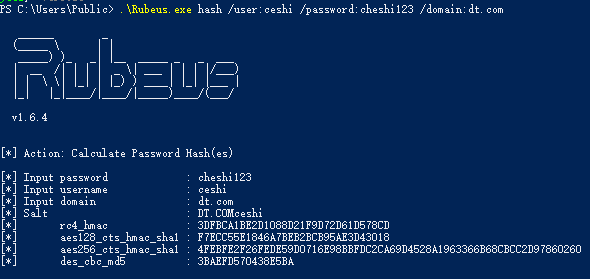 PS C:\Users\Public> .\Rubeus.exe hash /user:ceshi /password:cheshi123 /domain:dt.com
Rubeus
v1.6.4
[*] Action: Calculate Password Hash(es)
[*] Input password : cheshi123
[*] Input username : ceshi
[*] Input domain : dt.com
[*] Salt : DT.COMceshi
[*] rc4_hmac : 3DFBCA1BE2D1088D21F9D72D61D578CD
[*] aes128_cts_hmac_sha1 : F7ECC55E1846A7BEB2BCB95AE3D43018
[*] aes256_cts_hmac_sha1 : 4FEBFE2F26FEDE59D0716E98BBFDC2CA69D4528A1963366B68CBCC2D97860260
[*] des_cbc_md5 : 3BAEFD570438E5BA